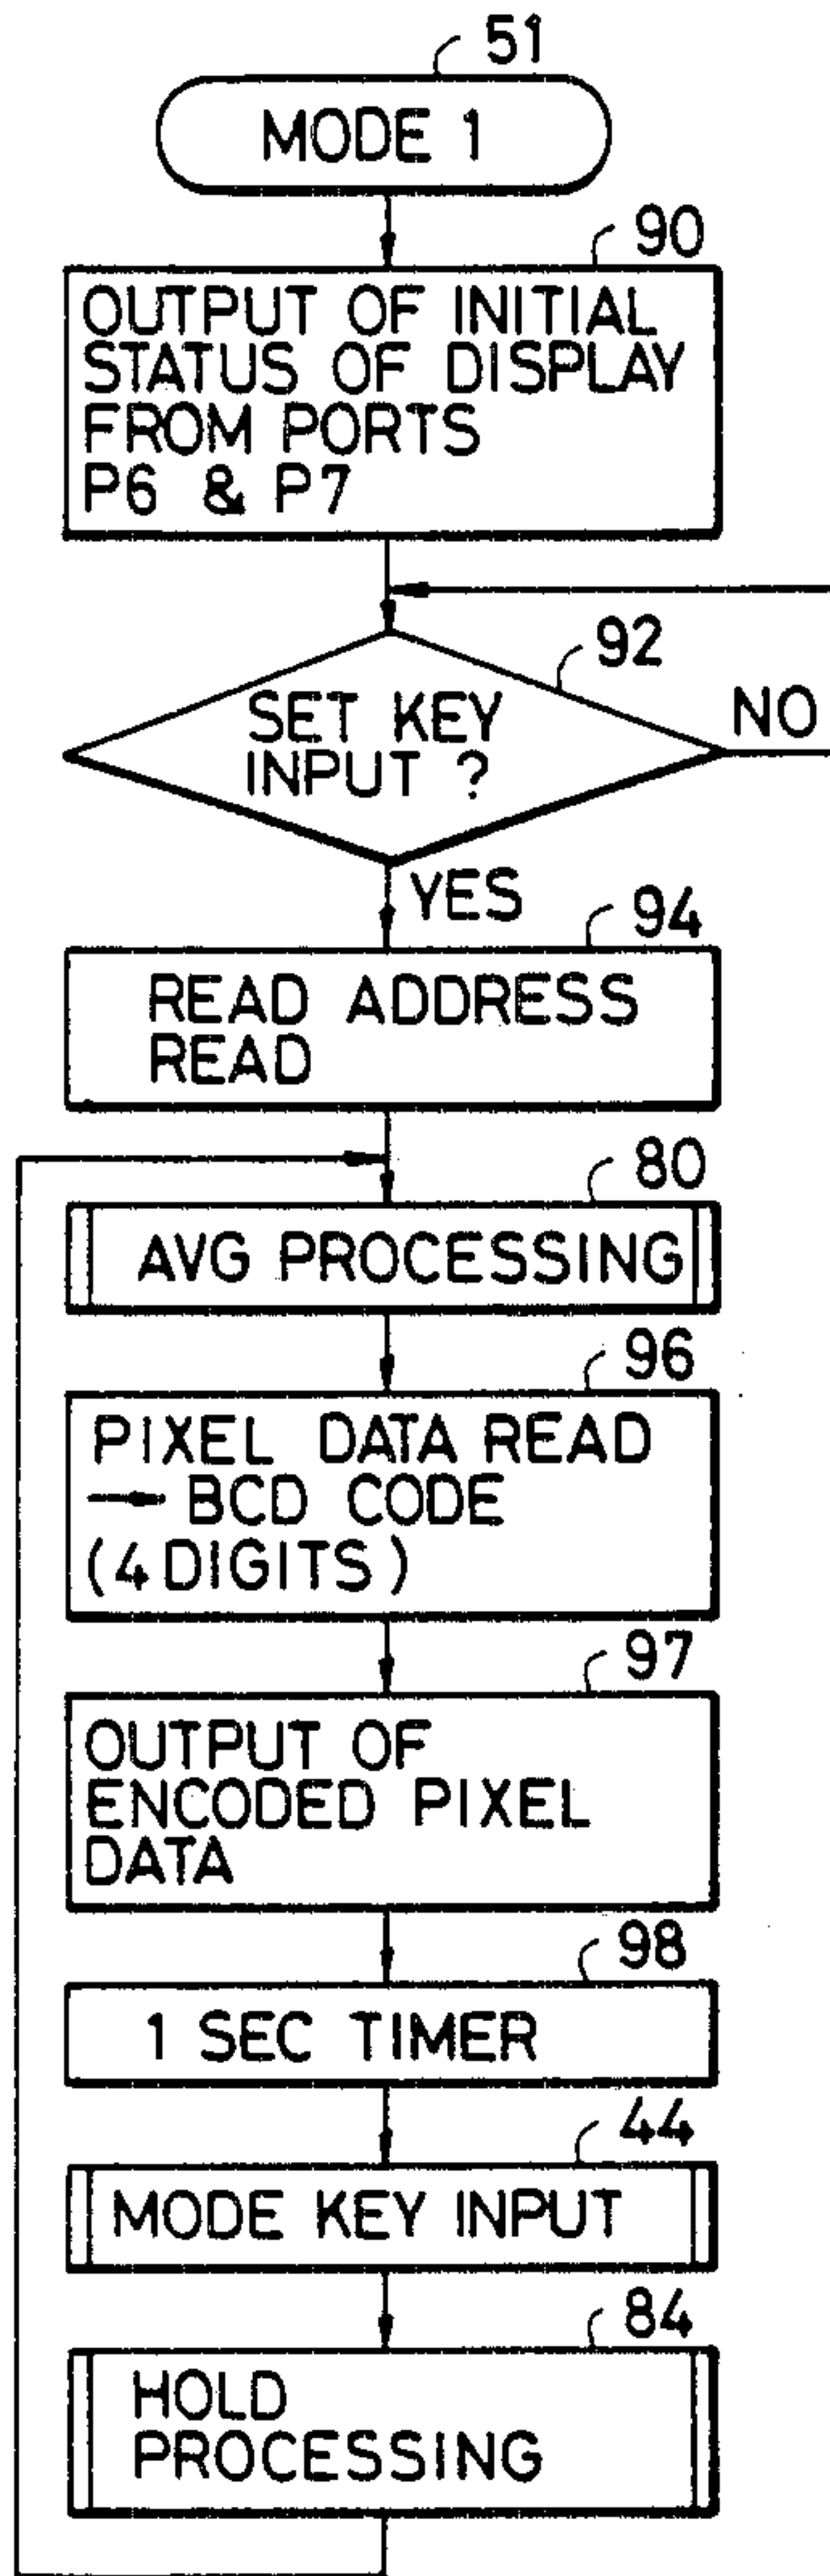 51
MODE 1
90
OUTPUT OF INITIAL
STATUS OF DISPLAY
FROM PORTS
P6 & P7
92
SET KEY
INPUT ?
NO
YES
94
READ ADDRESS
READ
80
AVG PROCESSING
96
PIXEL DATA READ
→ BCD CODE
(4 DIGITS)
97
OUTPUT OF
ENCODED PIXEL
DATA
98
1 SEC TIMER
44
MODE KEY INPUT
84
HOLD
PROCESSING